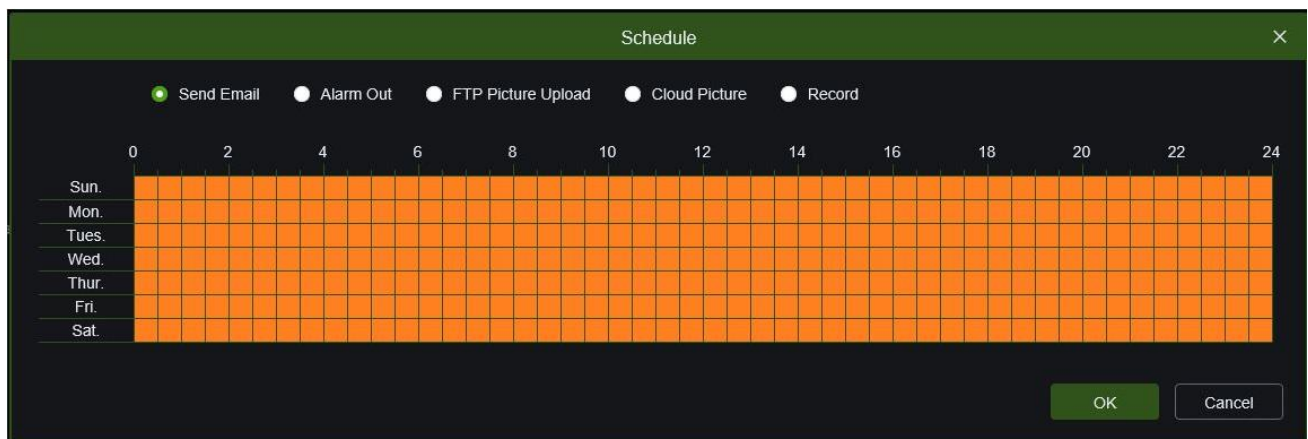 Schedule
Send Email Alarm Out FTP Picture Upload Cloud Picture Record
0 2 4 6 8 10 12 14 16 18 20 22 24
Sun.
Mon.
Tues.
Wed.
Thur.
Fri.
Sat.
OK Cancel